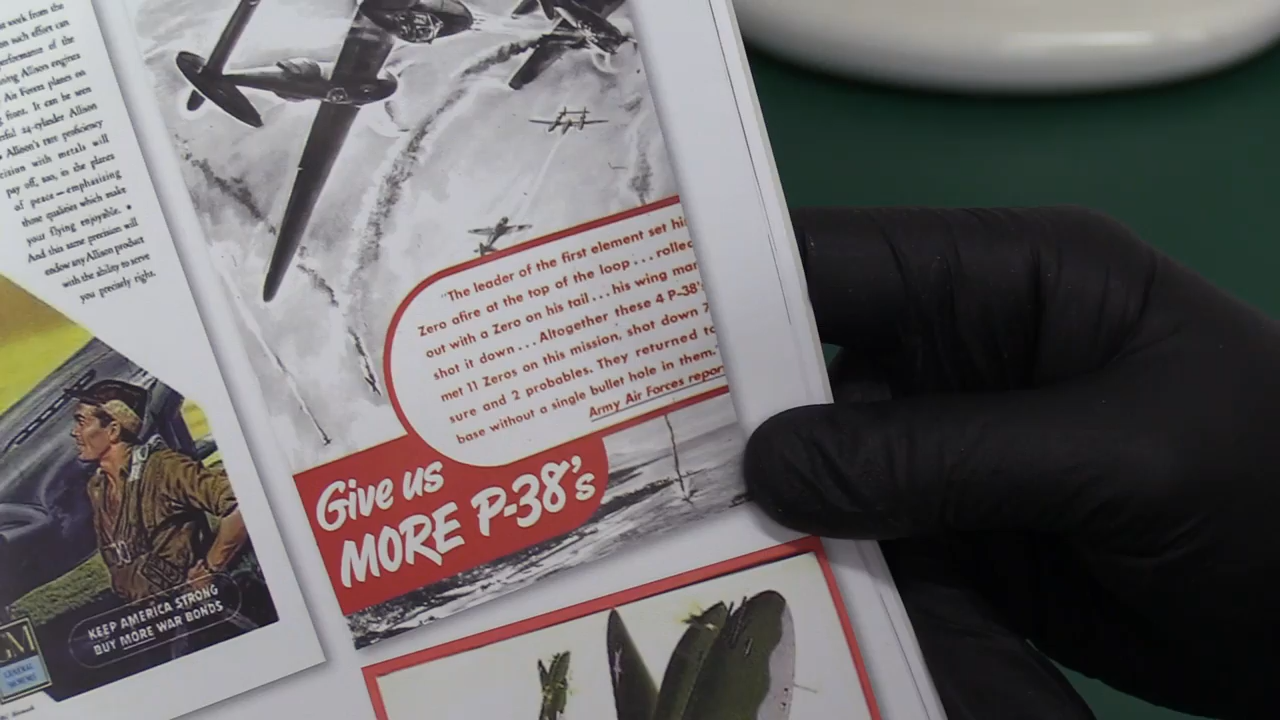 week from the
such effort can
performance of the
Allison engines
Air Forces planes on
front. It can be seen
24-cylinder Allison
Allison's rare proficiency
with metals will
pay off, too, in the planes
of peace—emphasizing
those qualities which make
your flying enjoyable. •
And this same precision will
endow any Allison product
with the ability to serve
you precisely right.
KEEP AMERICA STRONG
BUY MORE WAR BONDS
GM
GENERAL
MOTORS
"The leader of the first element set his
Zero afire at the top of the loop...rolled
out with a Zero on his tail...his wing man
shot it down...Altogether these 4 P-38's
met 11 Zeros on this mission, shot down 7
sure and 2 probables. They returned to
base without a single bullet hole in them."
Army Air Forces report
Give us
MORE P-38's